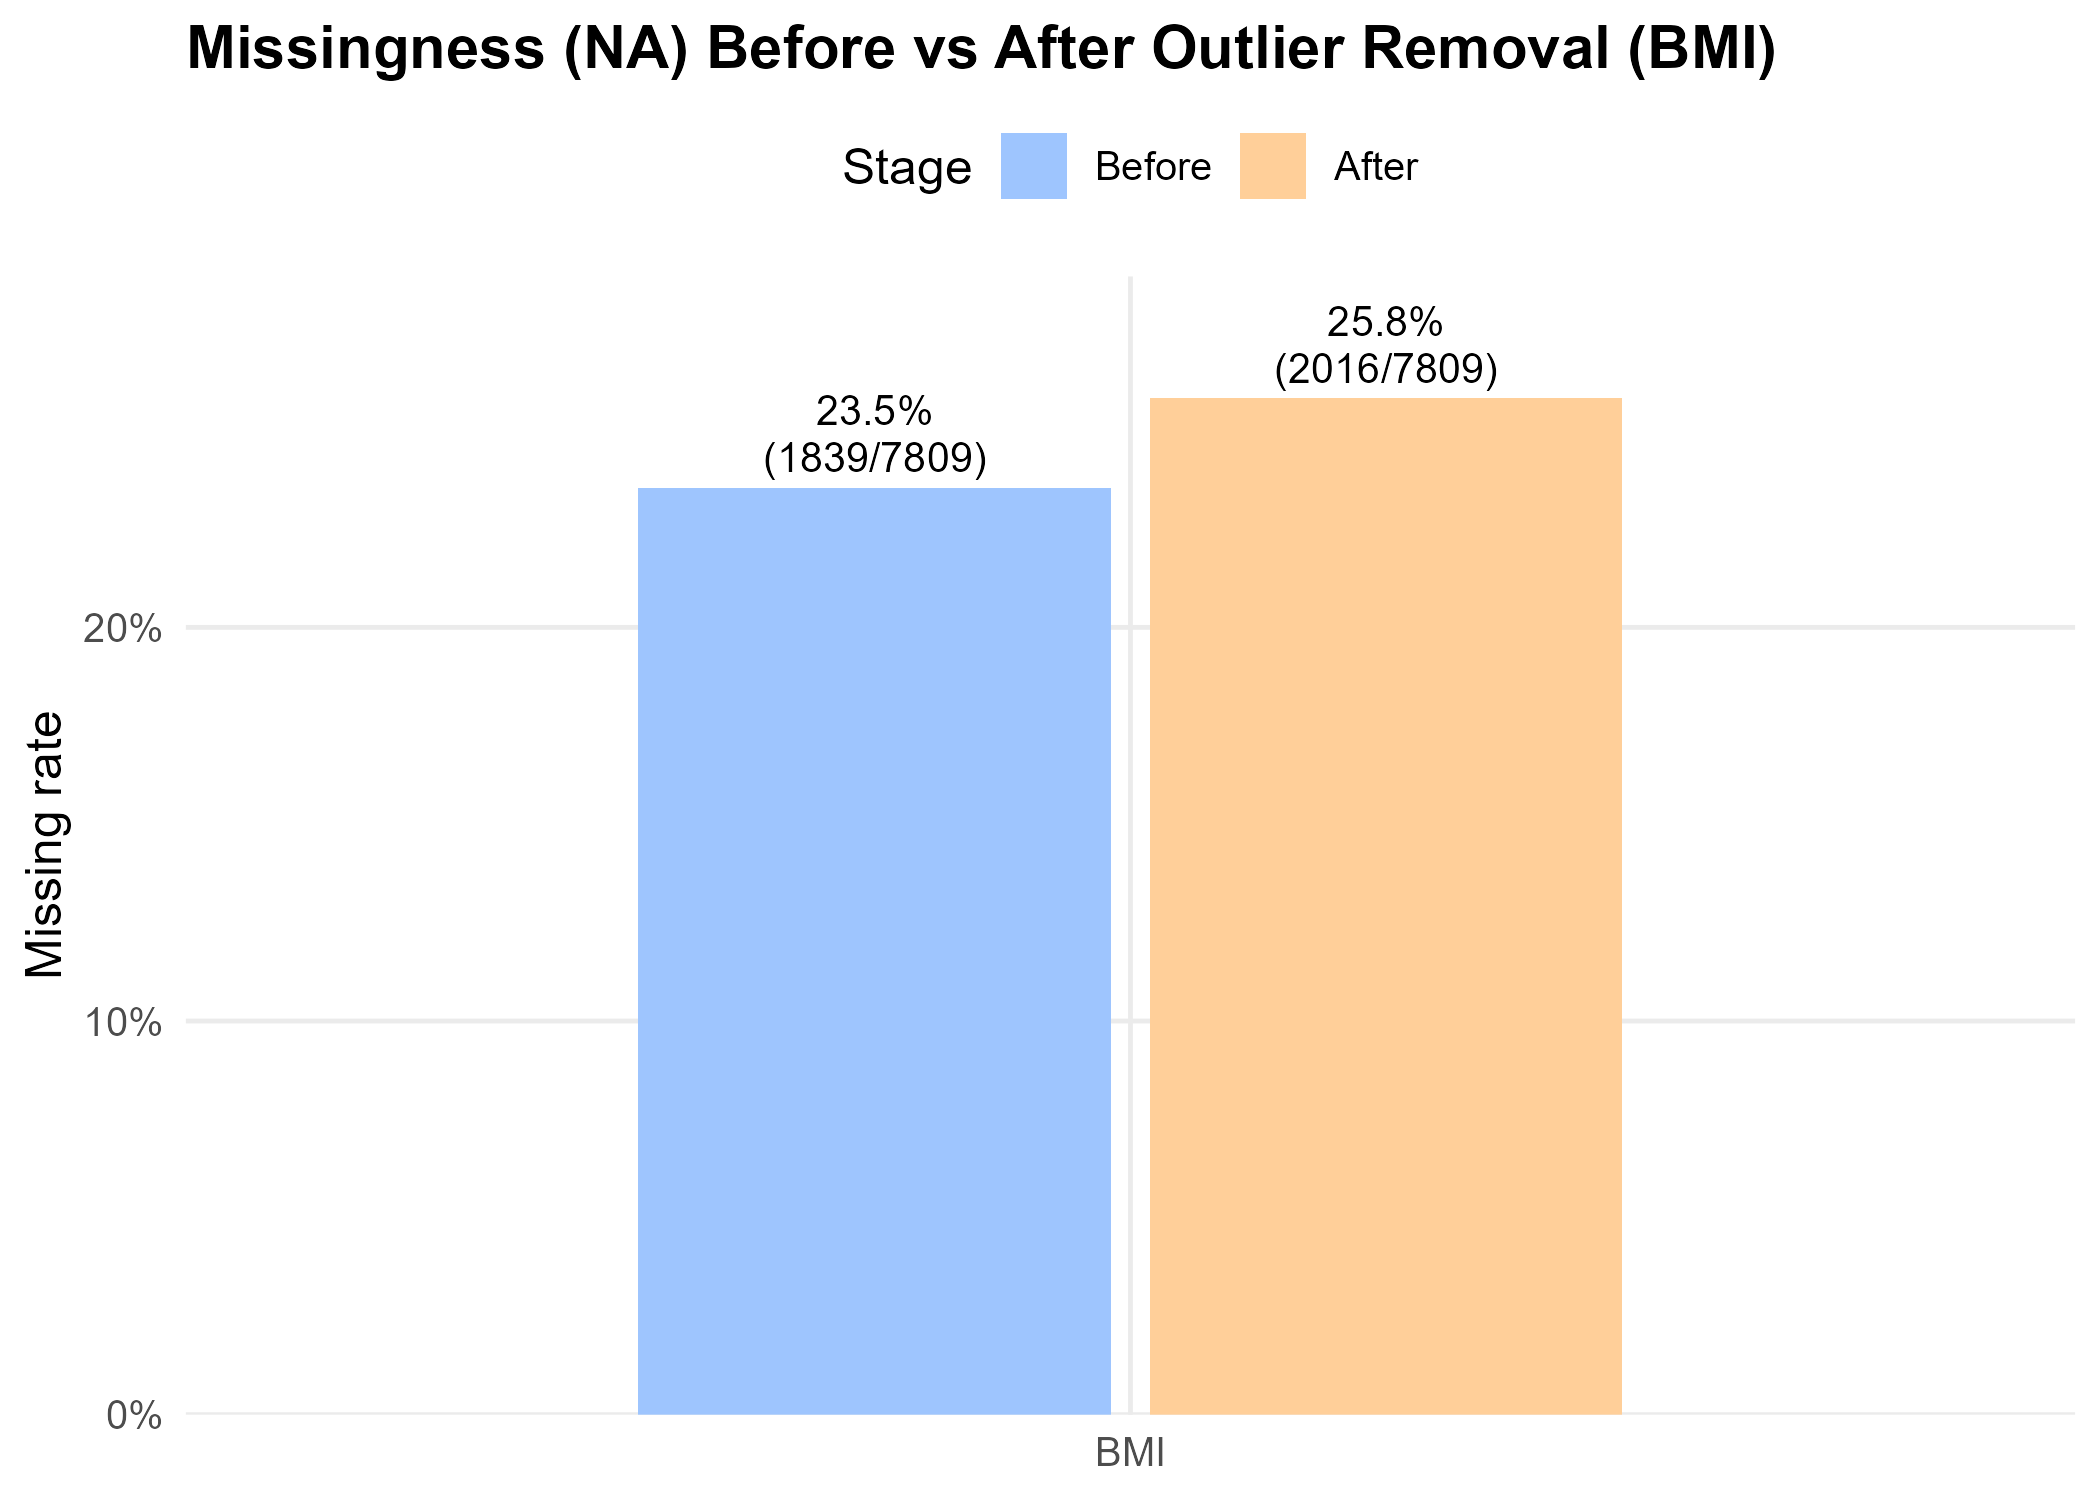 Missingness (NA) Before vs After Outlier Removal (BMI)
Stage Before After
25.8%
(2016/7809)
23.5%
(1839/7809)
20%
10%
0%
Missing rate
BMI